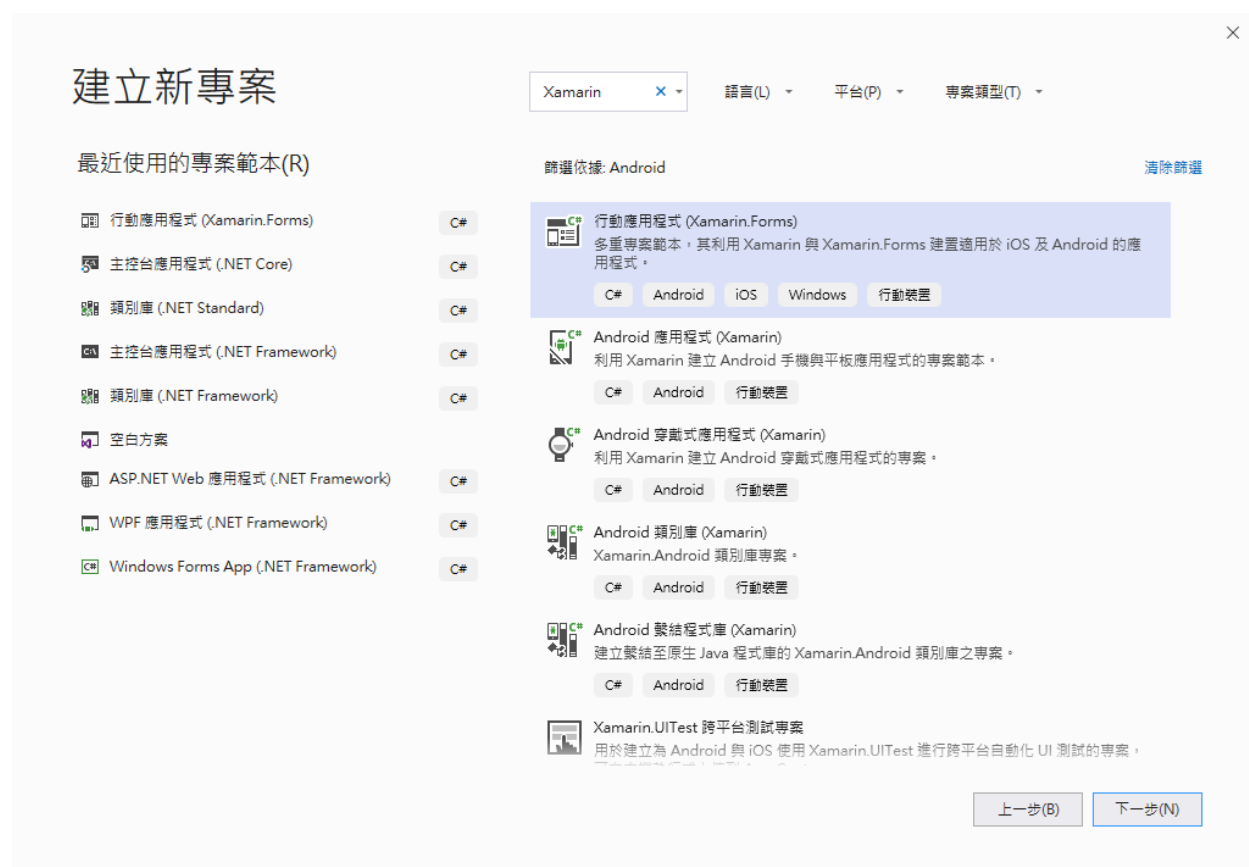 建立新專案
Xamarin
語言(L)
平台(P)
專案類型(T)
最近使用的專案範本(R)
行動應用程式 (Xamarin.Forms)
C#
主控台應用程式 (.NET Core)
C#
類別庫 (.NET Standard)
C#
主控台應用程式 (.NET Framework)
C#
類別庫 (.NET Framework)
C#
空白方案
ASP.NET Web 應用程式 (.NET Framework)
C#
WPF 應用程式 (.NET Framework)
C#
Windows Forms App (.NET Framework)
C#
篩選依據: Android
清除篩選
行動應用程式 (Xamarin.Forms)
多重專案範本，其利用 Xamarin 與 Xamarin.Forms 建置適用於 iOS 及 Android 的應
用程式。
C# Android iOS Windows 行動裝置
Android 應用程式 (Xamarin)
利用 Xamarin 建立 Android 手機與平板應用程式的專案範本。
C# Android 行動裝置
Android 穿戴式應用程式 (Xamarin)
利用 Xamarin 建立 Android 穿戴式應用程式的專案。
C# Android 行動裝置
Android 類別庫 (Xamarin)
Xamarin.Android 類別庫專案。
C# Android 行動裝置
Android 繫結程式庫 (Xamarin)
建立繫結至原生 Java 程式庫的 Xamarin.Android 類別庫之專案。
C# Android 行動裝置
Xamarin.UITest 跨平台測試專案
用於建立為 Android 與 iOS 使用 Xamarin.UITest 進行跨平台自動化 UI 測試的專案，
上一步(B)
下一步(N)